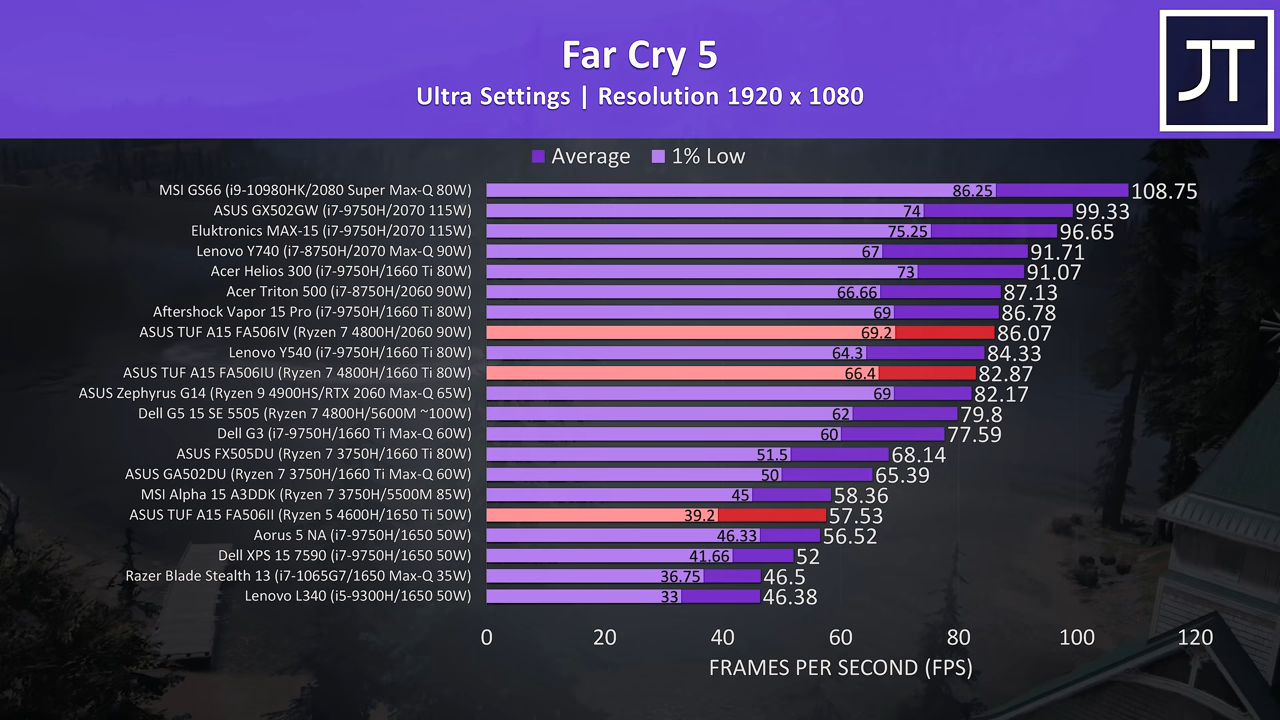 Far Cry 5
JT
Ultra Settings | Resolution 1920 x 1080
Average 1% Low
MSI GS66 (i9-10980HK/2080 Super Max-Q 80W) 86.25 108.75
ASUS GX502GW (i7-9750H/2070 115W) 74 99.33
Eluktronics MAX-15 (i7-9750H/2070 115W) 75.25 96.65
Lenovo Y740 (i7-8750H/2070 Max-Q 90W) 67 91.71
Acer Helios 300 (i7-9750H/1660 Ti 80W) 73 91.07
Acer Triton 500 (i7-8750H/2060 90W) 66.66 87.13
Aftershock Vapor 15 Pro (i7-9750H/1660 Ti 80W) 69 86.78
ASUS TUF A15 FA506IV (Ryzen 7 4800H/2060 90W) 69.2 86.07
Lenovo Y540 (i7-9750H/1660 Ti 80W) 64.3 84.33
ASUS TUF A15 FA506IU (Ryzen 7 4800H/1660 Ti 80W) 66.4 82.87
ASUS Zephyrus G14 (Ryzen 9 4900HS/RTX 2060 Max-Q 65W) 69 82.17
Dell G5 15 SE 5505 (Ryzen 7 4800H/5600M ~100W) 62 79.8
Dell G3 (i7-9750H/1660 Ti Max-Q 60W) 60 77.59
ASUS FX505DU (Ryzen 7 3750H/1660 Ti 80W) 51.5 68.14
ASUS GA502DU (Ryzen 7 3750H/1660 Ti Max-Q 60W) 50 65.39
MSI Alpha 15 A3DDK (Ryzen 7 3750H/5500M 85W) 45 58.36
ASUS TUF A15 FA506II (Ryzen 5 4600H/1650 Ti 50W) 39.2 57.53
Aorus 5 NA (i7-9750H/1650 50W) 46.33 56.52
Dell XPS 15 7590 (i7-9750H/1650 50W) 41.66 52
Razer Blade Stealth 13 (i7-1065G7/1650 Max-Q 35W) 36.75 46.5
Lenovo L340 (i5-9300H/1650 50W) 33 46.38
0 20 40 60 80 100 120
FRAMES PER SECOND (FPS)